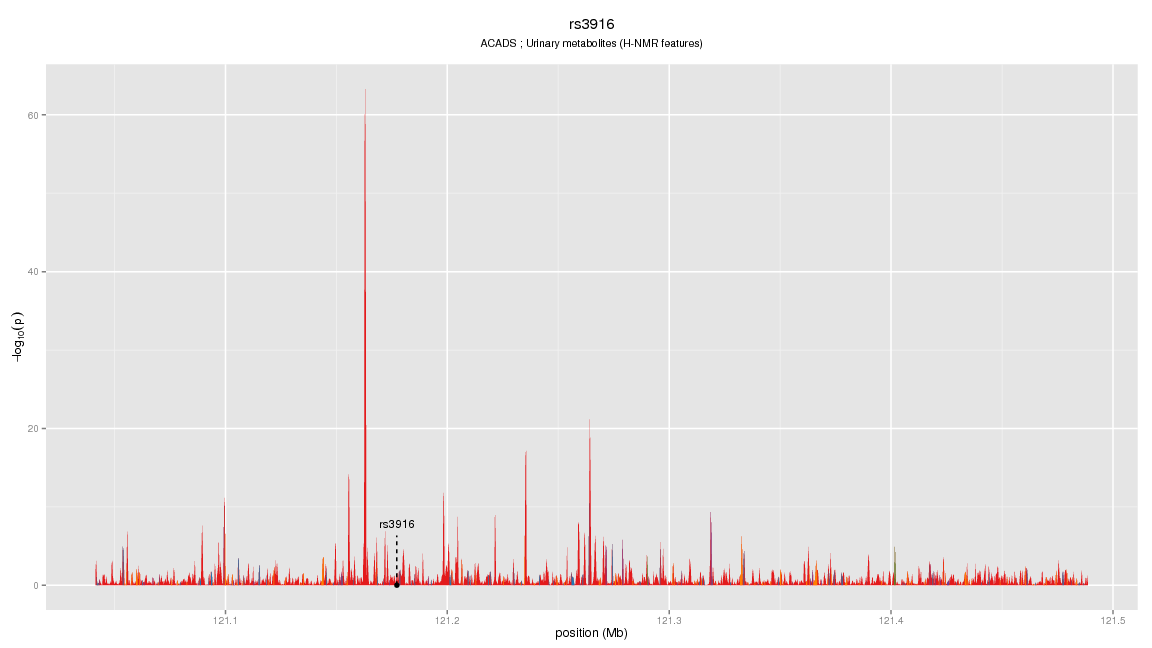 rs3916
ACADS ; Urinary metabolites (H-NMR features)
60
40
20
0
−log10(p)
rs3916
121.1 121.2 121.3 121.4 121.5
position (Mb)